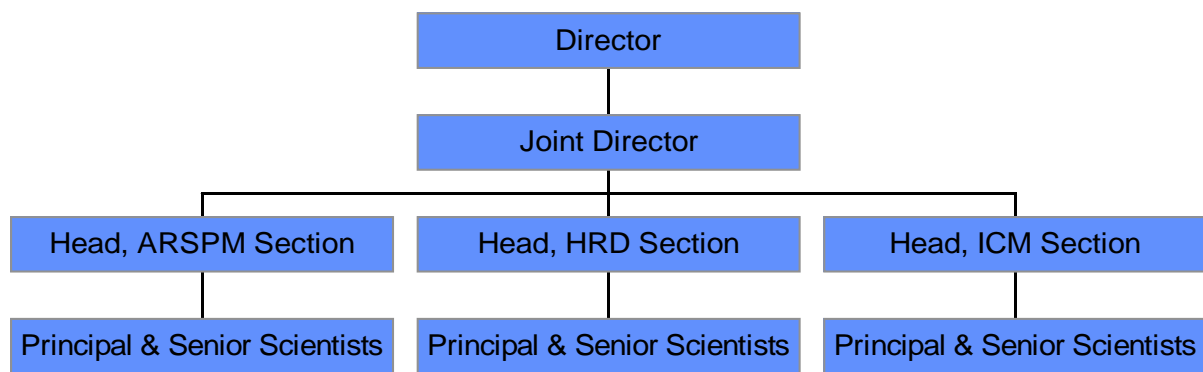 Director
Joint Director
Head, ARSPM Section
Head, HRD Section
Head, ICM Section
Principal & Senior Scientists
Principal & Senior Scientists
Principal & Senior Scientists